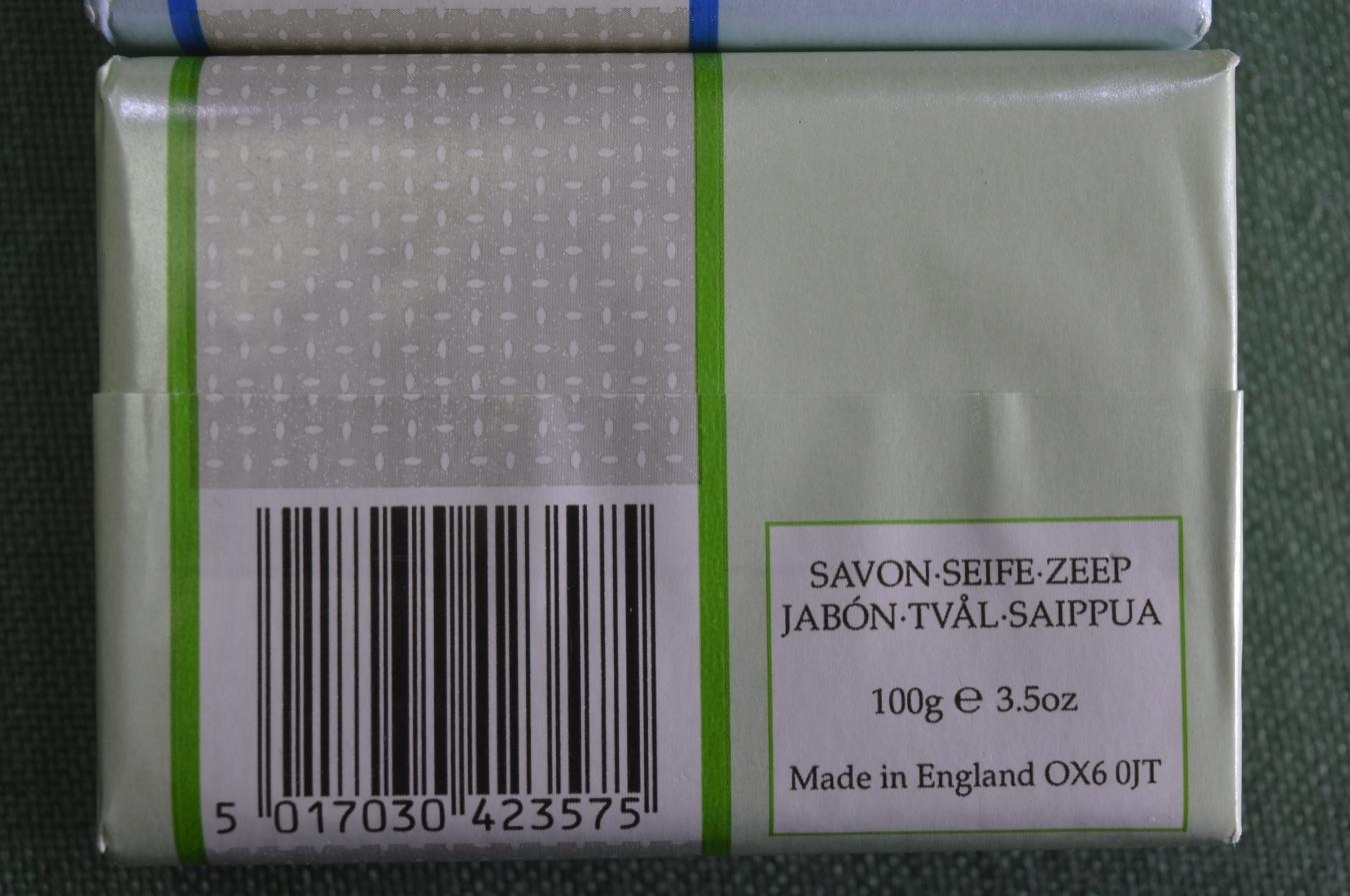 SAVON·SEIFE·ZEEP
JABÓN·TVÅL·SAIPPUA
100g ℮ 3.5oz
Made in England OX6 0JT
5 017030 423575